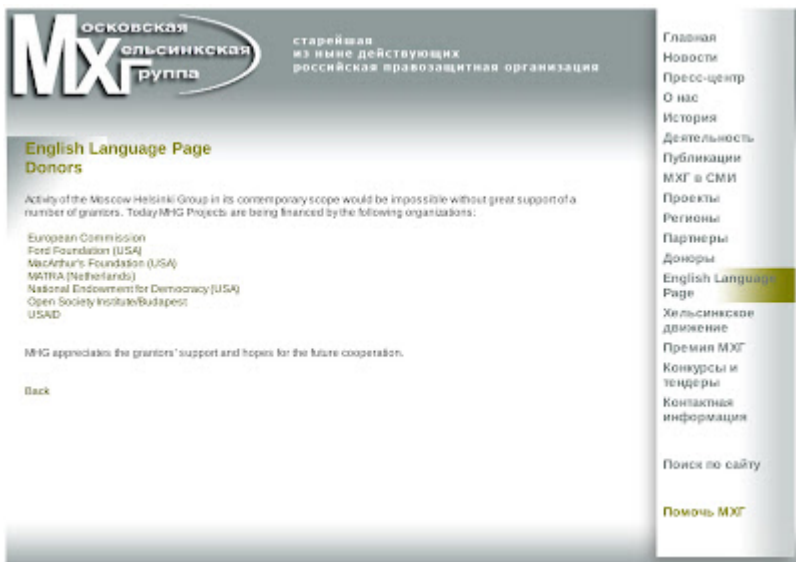 Московская
Хельсинкская
Группа
старейшая
из ныне действующих
российская правозащитная организация
English Language Page
Donors
Activity of the Moscow Helsinki Group in its contemporary scope would be impossible without great support of a
number of grantors. Today MHG Projects are being financed by the following organizations:
European Commission
Ford Foundation (USA)
MacArthur's Foundation (USA)
MATRA (Netherlands)
National Endowment for Democracy (USA)
Open Society Institute/Budapest
USAID
MHG appreciates the grantors' support and hopes for the future cooperation.
Back
Главная
Новости
Пресс-центр
О нас
История
Деятельность
Публикации
МХГ в СМИ
Проекты
Регионы
Партнеры
Доноры
English Language
Page
Хельсинкское
движение
Премия МХГ
Конкурсы и
тендеры
Контактная
информация
Поиск по сайту
Помочь МХГ